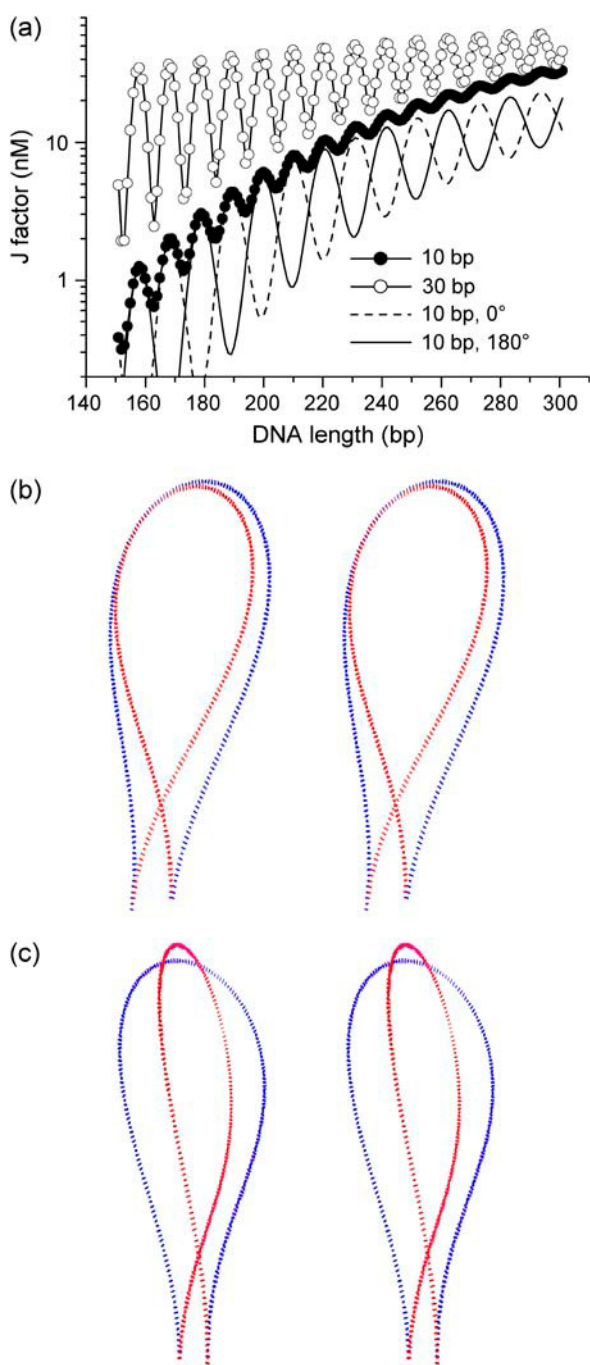 (a)
J factor (nM)
10
1
10 bp
30 bp
10 bp, 0°
10 bp, 180°
140 160 180 200 220 240 260 280 300
DNA length (bp)
(b)
(c)